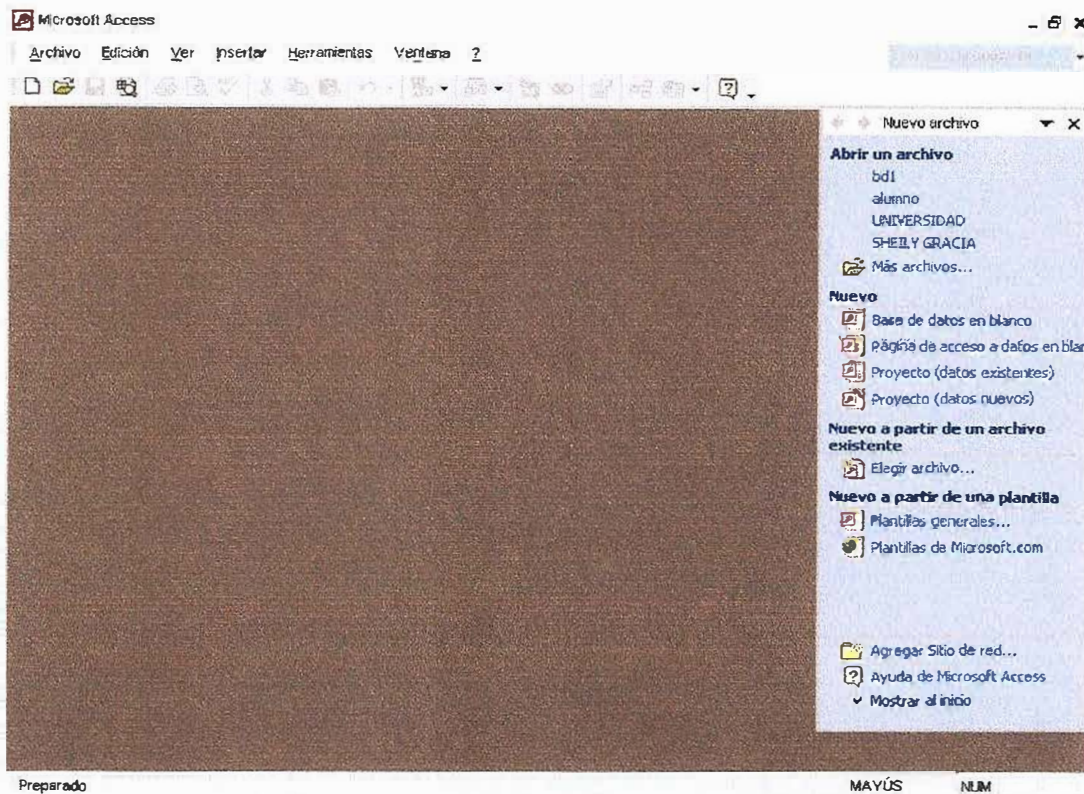 Microsoft Access
Archivo Edición Ver Insertar Herramientas Ventana ?
Nuevo archivo
Abrir un archivo
bd1
alumno
UNIVERSIDAD
SHEILY GRACIA
Más archivos...
Nuevo
Base de datos en blanco
Página de acceso a datos en blan
Proyecto (datos existentes)
Proyecto (datos nuevos)
Nuevo a partir de un archivo
existente
Elegir archivo...
Nuevo a partir de una plantilla
Plantillas generales...
Plantillas de Microsoft.com
Agregar Sitio de red...
Ayuda de Microsoft Access
Mostrar al inicio
Preparado MAYÚS NUM